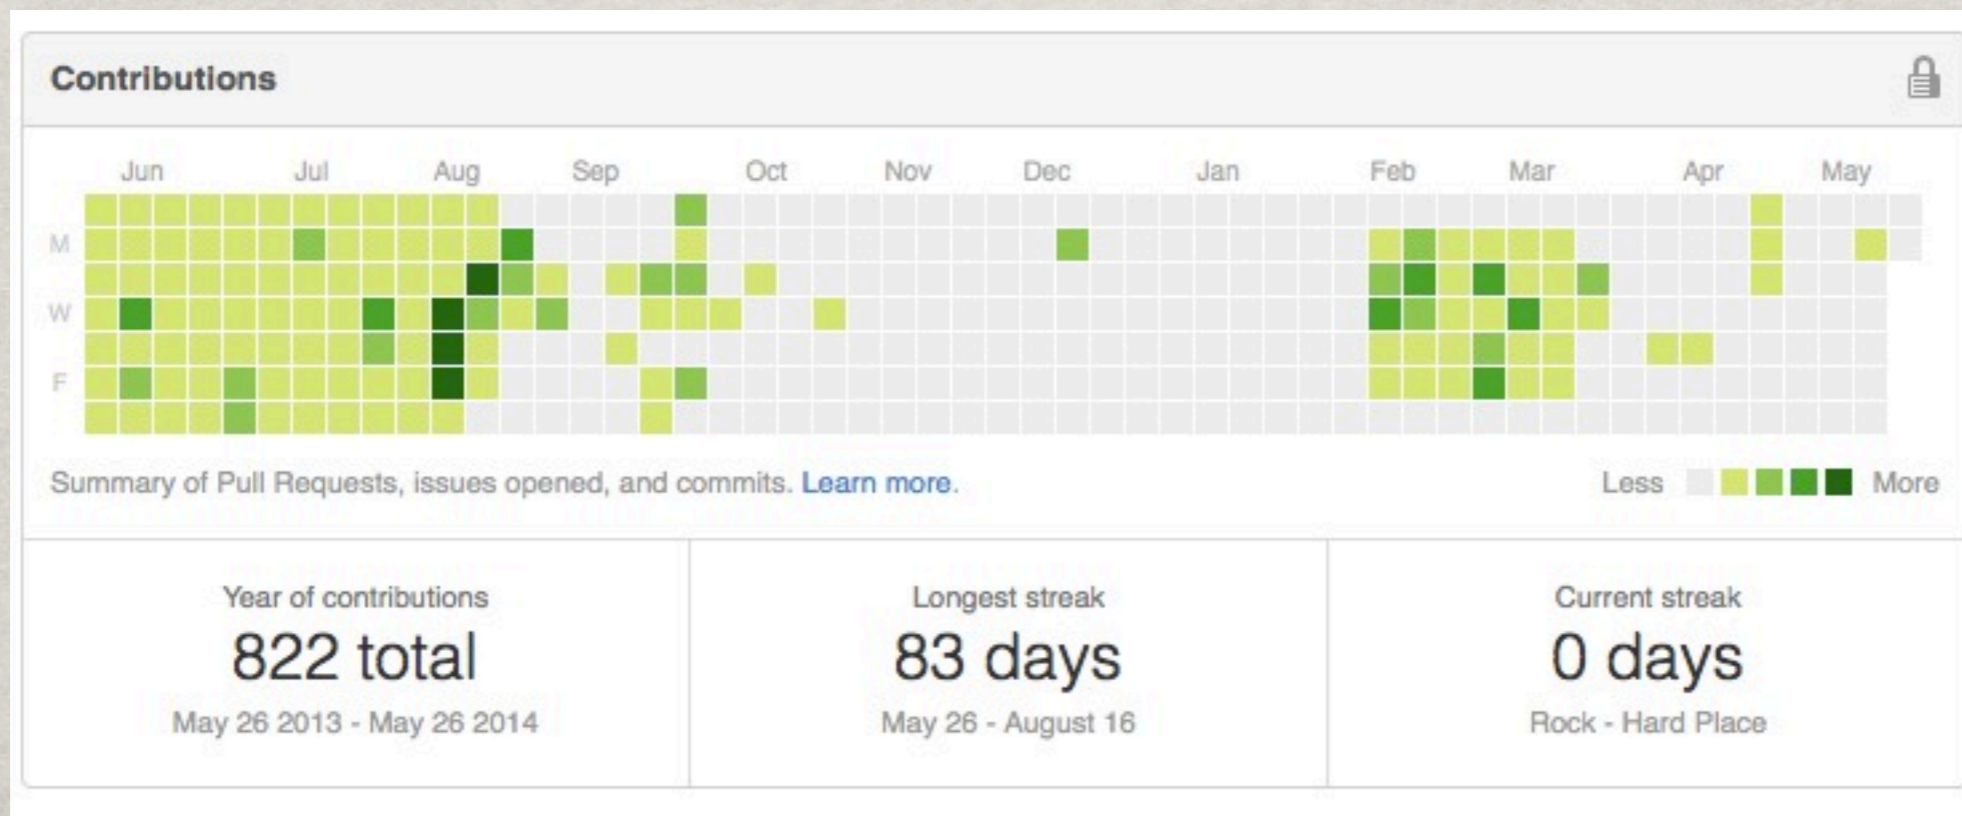 Contributions
Jun Jul Aug Sep Oct Nov Dec Jan Feb Mar Apr May
M
W
F
Summary of Pull Requests, issues opened, and commits. Learn more.
Less More
Year of contributions
822 total
May 26 2013 - May 26 2014
Longest streak
83 days
May 26 - August 16
Current streak
0 days
Rock - Hard Place